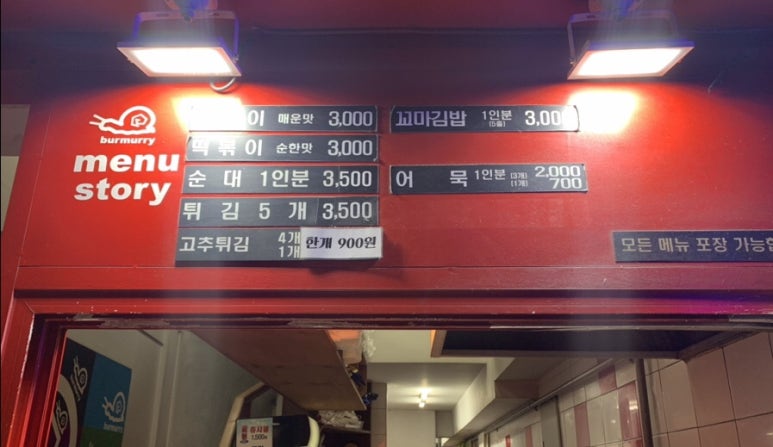 burmurry
menu
story
이 매운맛 3,000
떡볶이 순한맛 3,000
순대 1인분 3,500
튀김 5개 3,500
고추튀김 4개
1개
한개 900원
꼬마김밥 1인분 (5줄) 3,000
어묵 1인분 (3개) 2,000
(1개) 700
모든 메뉴 포장 가능합
burmurry